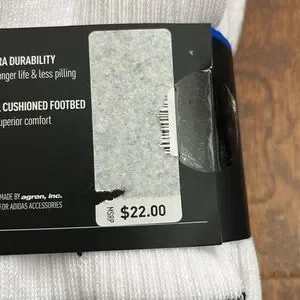 RA DURABILITY
onger life & less pilling
L CUSHIONED FOOTBED
uperior comfort
MADE BY agron, inc.
FOR ADIDAS ACCESSORIES
MSRP
$22.00